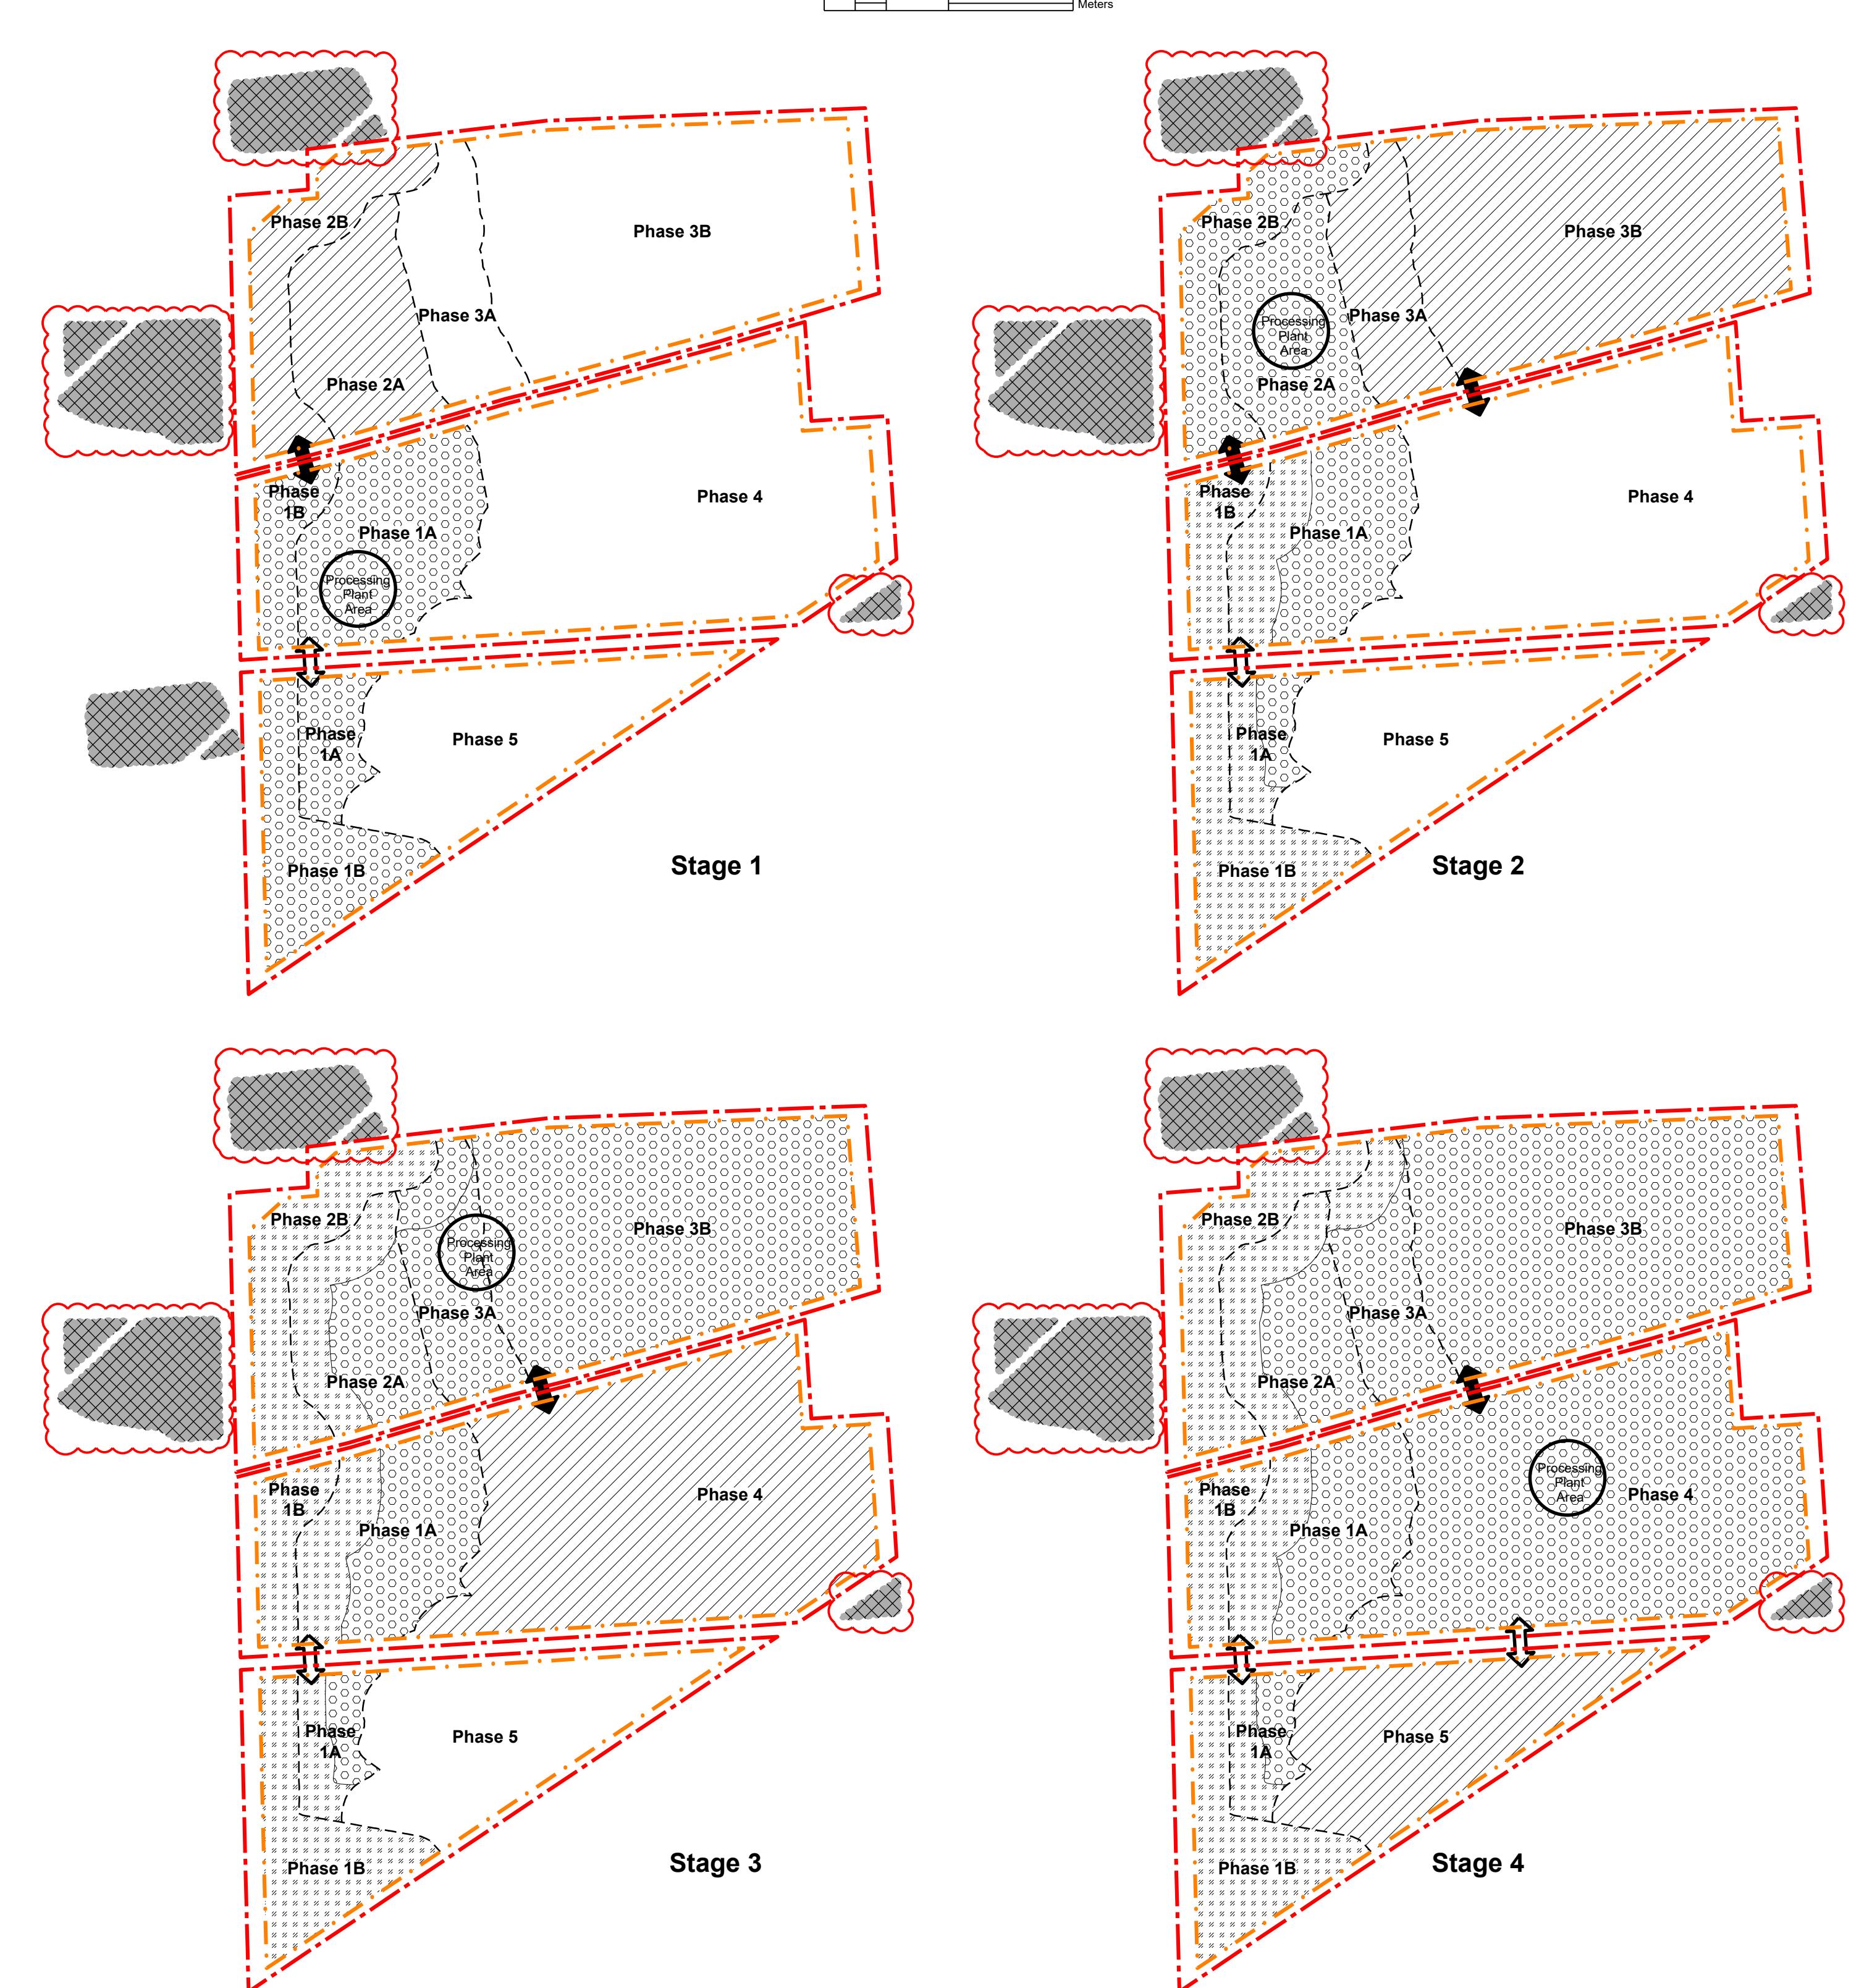 Meters
Phase 2B
Phase 3B
Phase 3A
Phase 2A
Phase
1B
Phase 4
Phase 1A
Processing
Plant
Area
Phase
1A
Phase 5
Phase 1B
Stage 1
Phase 2B
Phase 3B
Processing
Plant
Area
Phase 3A
Phase 2A
Phase
1B
Phase 4
Phase 1A
Phase
1A
Phase 5
Phase 1B
Stage 2
Phase 2B
Phase 3B
Processing
Plant
Area
Phase 3A
Phase 2A
Phase
1B
Phase 4
Phase 1A
Phase
1A
Phase 5
Phase 1B
Stage 3
Phase 2B
Phase 3B
Phase 3A
Phase 2A
Processing
Plant
Area
Phase
1B
Phase 4
Phase 1A
Phase
1A
Phase 5
Phase 1B
Stage 4